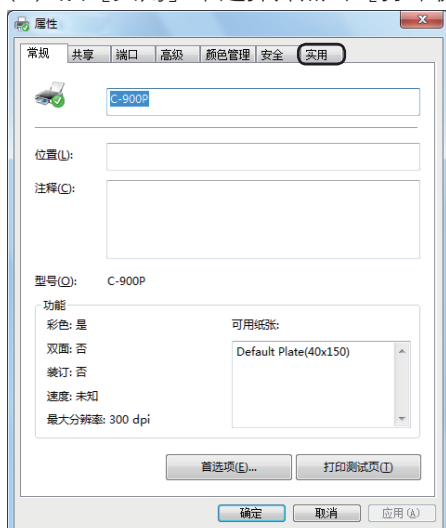 属性
常规 共享 端口 高级 颜色管理 安全 实用
C-900P
位置(L):
注释(C):
型号(O): C-900P
功能
彩色: 是 可用纸张:
双面: 否 Default Plate(40x150)
装订: 否
速度: 未知
最大分辨率: 300 dpi
首选项(E)... 打印测试页(T)
确定 取消 应用(A)